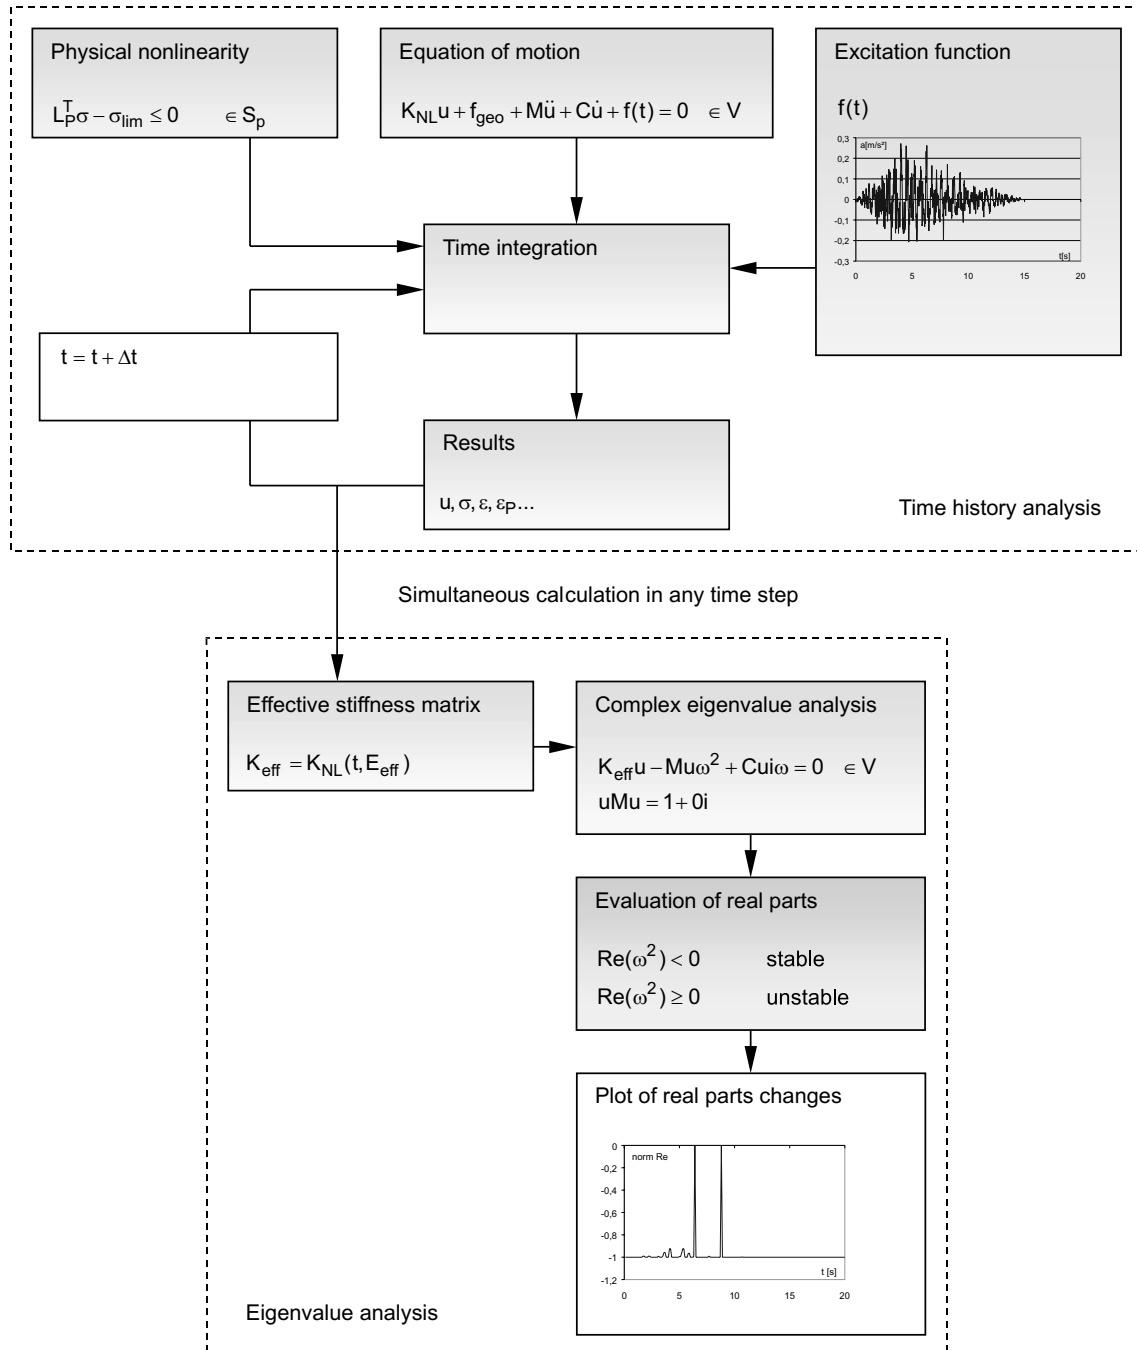 Physical nonlinearity
L_P^T σ − σ_lim ≤ 0 ∈ S_p
Equation of motion
K_NL u + f_geo + Mü + Cu̇ + f(t) = 0 ∈ V
Excitation function
f(t)
0,3
a[m/s²]
0,2
0,1
0
-0,1
-0,2
-0,3
t[s]
0 5 10 15 20
Time integration
t = t + Δt
Results
u, σ, ε, ε_P...
Time history analysis
Simultaneous calculation in any time step
Effective stiffness matrix
K_eff = K_NL(t, E_eff)
Complex eigenvalue analysis
K_eff u − Muω² + Cuiω = 0 ∈ V
uMu = 1 + 0i
Evaluation of real parts
Re(ω²) < 0 stable
Re(ω²) ≥ 0 unstable
Plot of real parts changes
0
norm Re
-0,2
-0,4
-0,6
-0,8
-1
t [s]
-1,2
0 5 10 15 20
Eigenvalue analysis